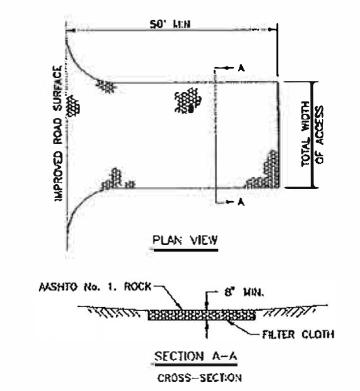 50' MIN
A
IMPROVED ROAD SURFACE
TOTAL WIDTH
OF ACCESS
A
PLAN VIEW
AASHTO No. 1. ROCK
8" MIN.
FILTER CLOTH
SECTION A-A
CROSS-SECTION